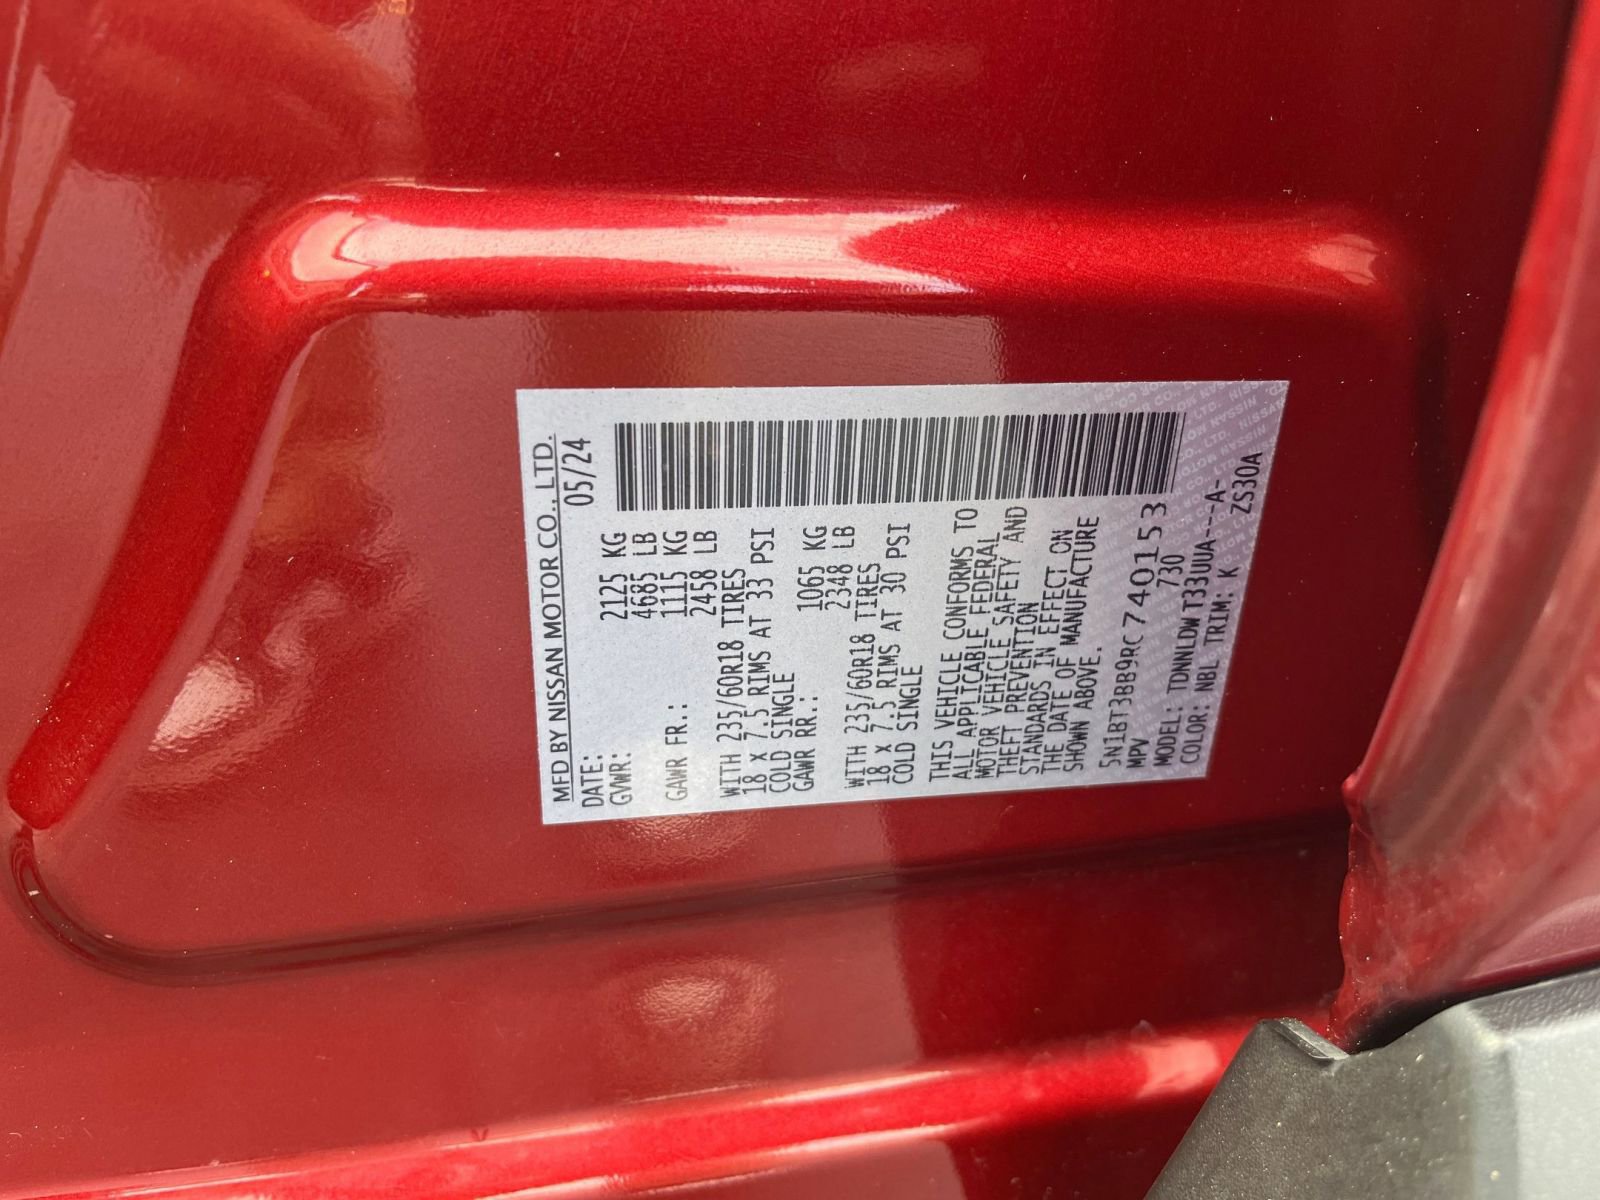 MFD BY NISSAN MOTOR CO., LTD.
DATE: 05/24
GVWR: 2125 KG
4685 LB
GAWR FR.: 1115 KG
2458 LB
WITH 235/60R18 TIRES
18 X 7.5 RIMS AT 33 PSI
COLD SINGLE
GAWR RR.: 1065 KG
2348 LB
WITH 235/60R18 TIRES
18 X 7.5 RIMS AT 30 PSI
COLD SINGLE
THIS VEHICLE CONFORMS TO
ALL APPLICABLE FEDERAL
MOTOR VEHICLE SAFETY AND
THEFT PREVENTION
STANDARDS IN EFFECT ON
THE DATE OF MANUFACTURE
SHOWN ABOVE.
5N1BT3BB9RC740153
MPV 730
MODEL: TDNNLDWT33UUA---A-
COLOR: NBL TRIM: K ZS30A